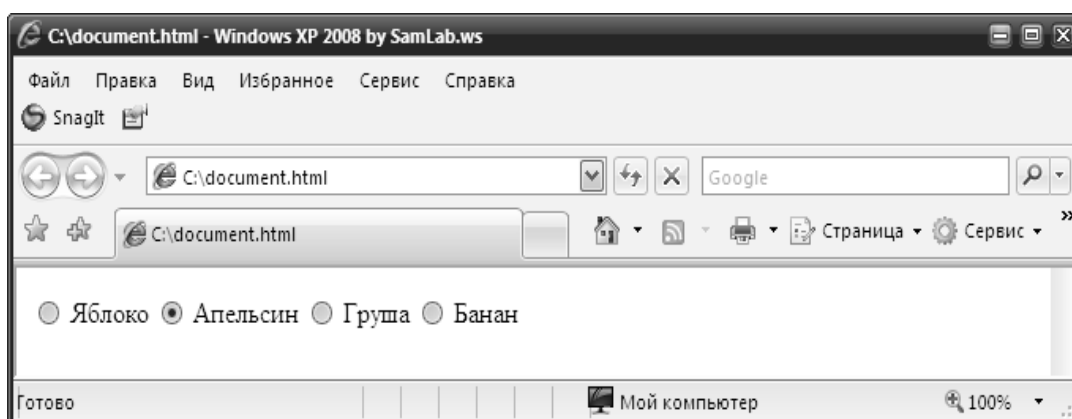 C:\document.html - Windows XP 2008 by SamLab.ws
Файл Правка Вид Избранное Сервис Справка
SnagIt
C:\document.html Google
C:\document.html Страница Сервис »
Яблоко Апельсин Груша Банан
Готово Мой компьютер 100%